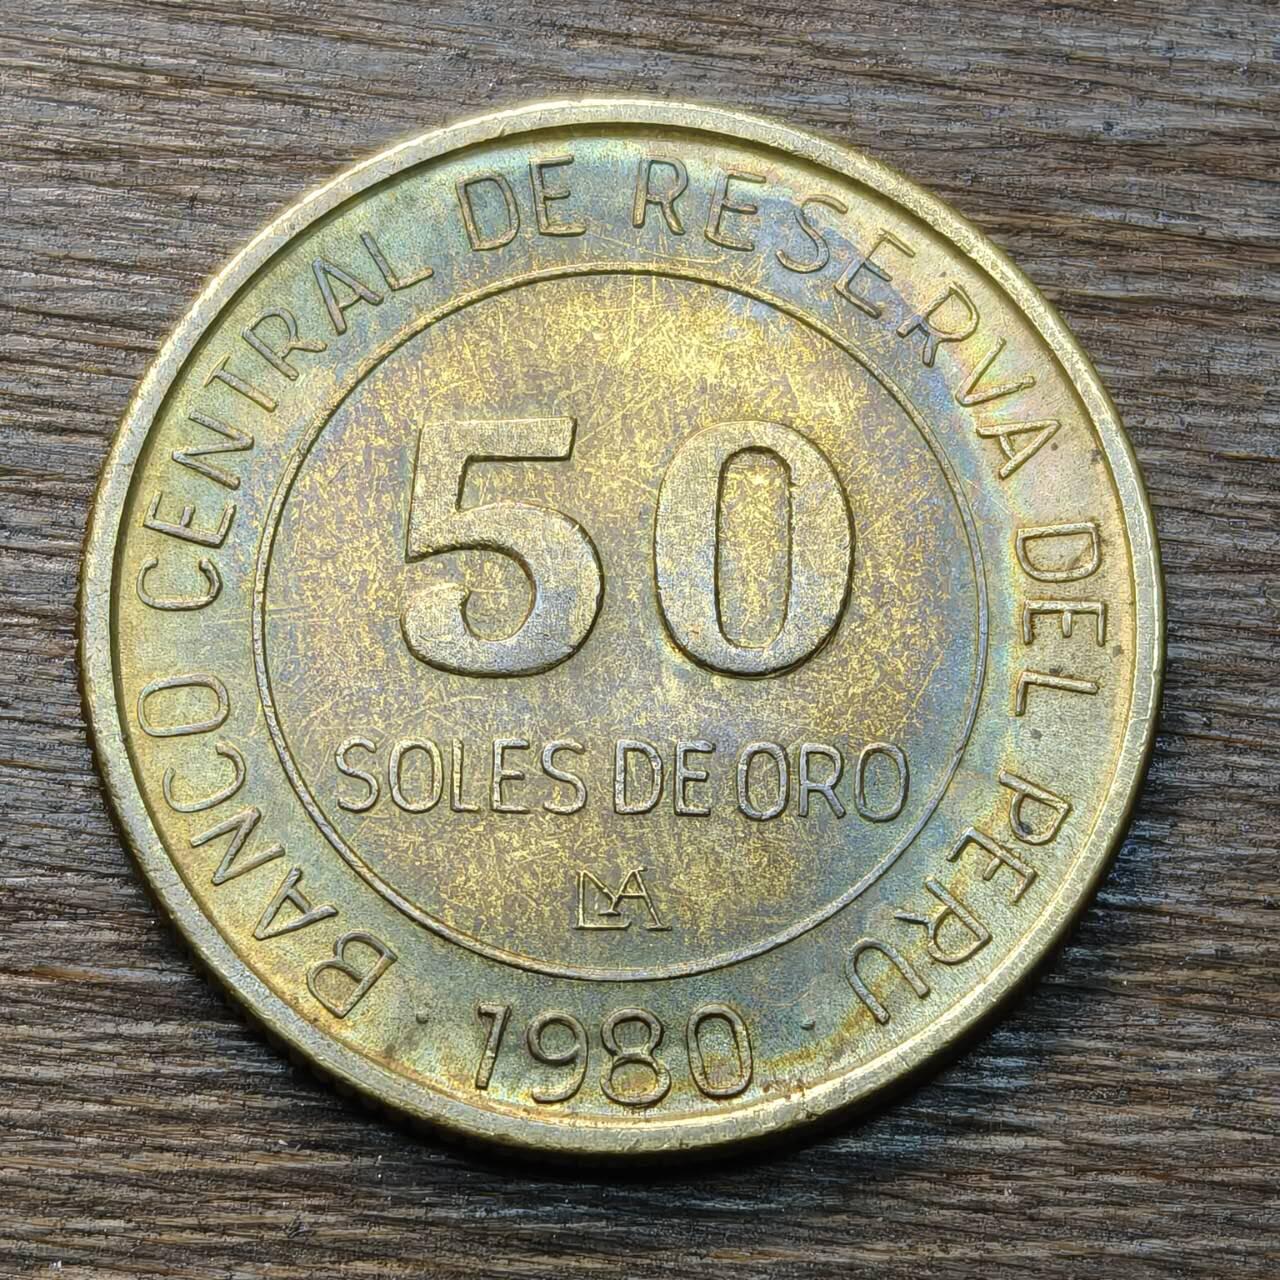 BANCO CENTRAL DE RESERVA DEL PERU
50
SOLES DE ORO
LMA
· 1980 ·